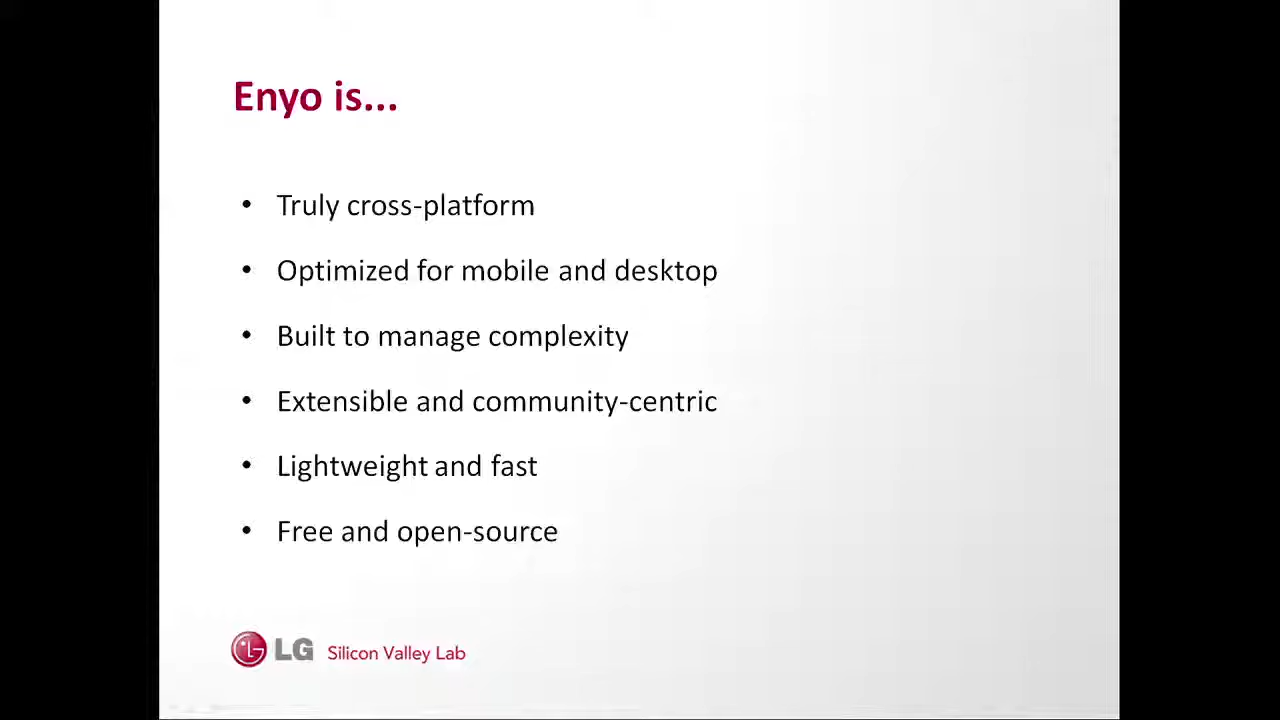 Enyo is...
• Truly cross-platform
• Optimized for mobile and desktop
• Built to manage complexity
• Extensible and community-centric
• Lightweight and fast
• Free and open-source
LG Silicon Valley Lab